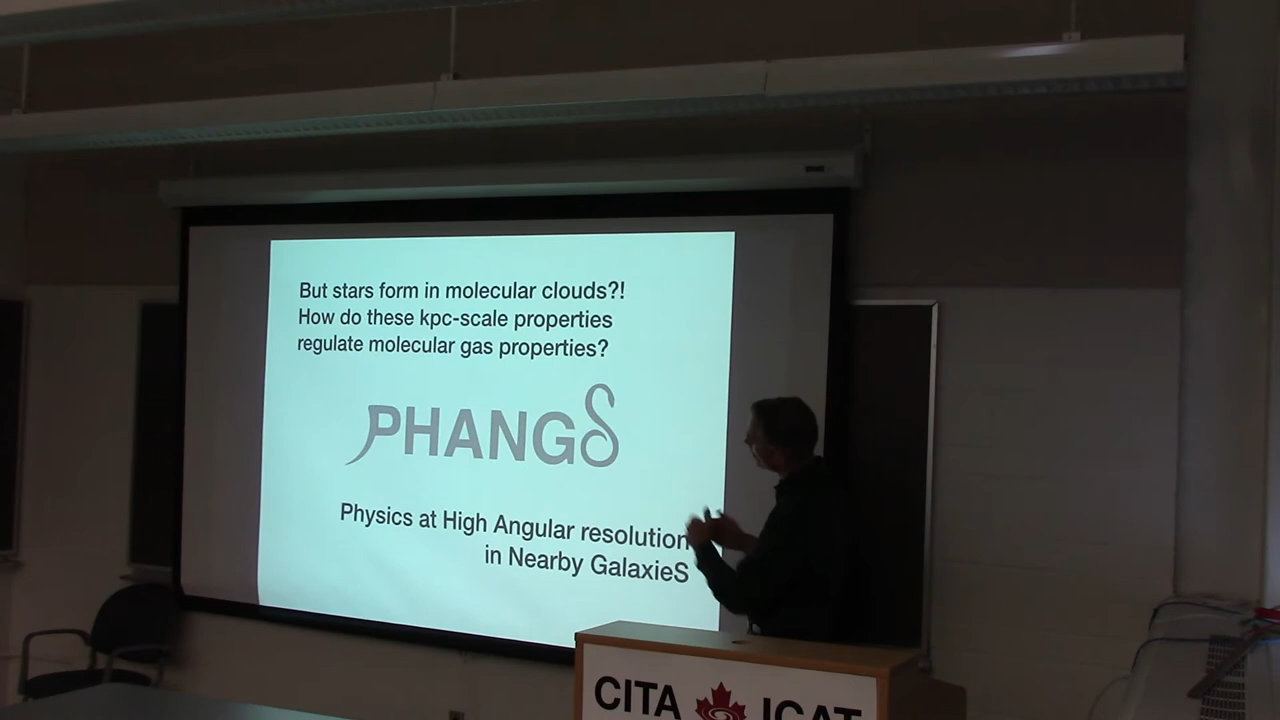 But stars form in molecular clouds?!
How do these kpc-scale properties
regulate molecular gas properties?
PHANGS
Physics at High Angular resolution
in Nearby GalaxieS
CITA ICAT